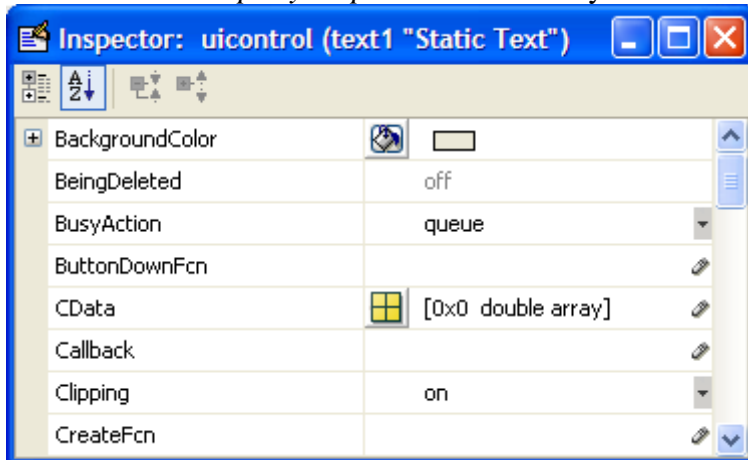 Inspector: uicontrol (text1 "Static Text")
A
Z
BackgroundColor
BeingDeleted off
BusyAction queue
ButtonDownFcn
CData [0x0 double array]
Callback
Clipping on
CreateFcn